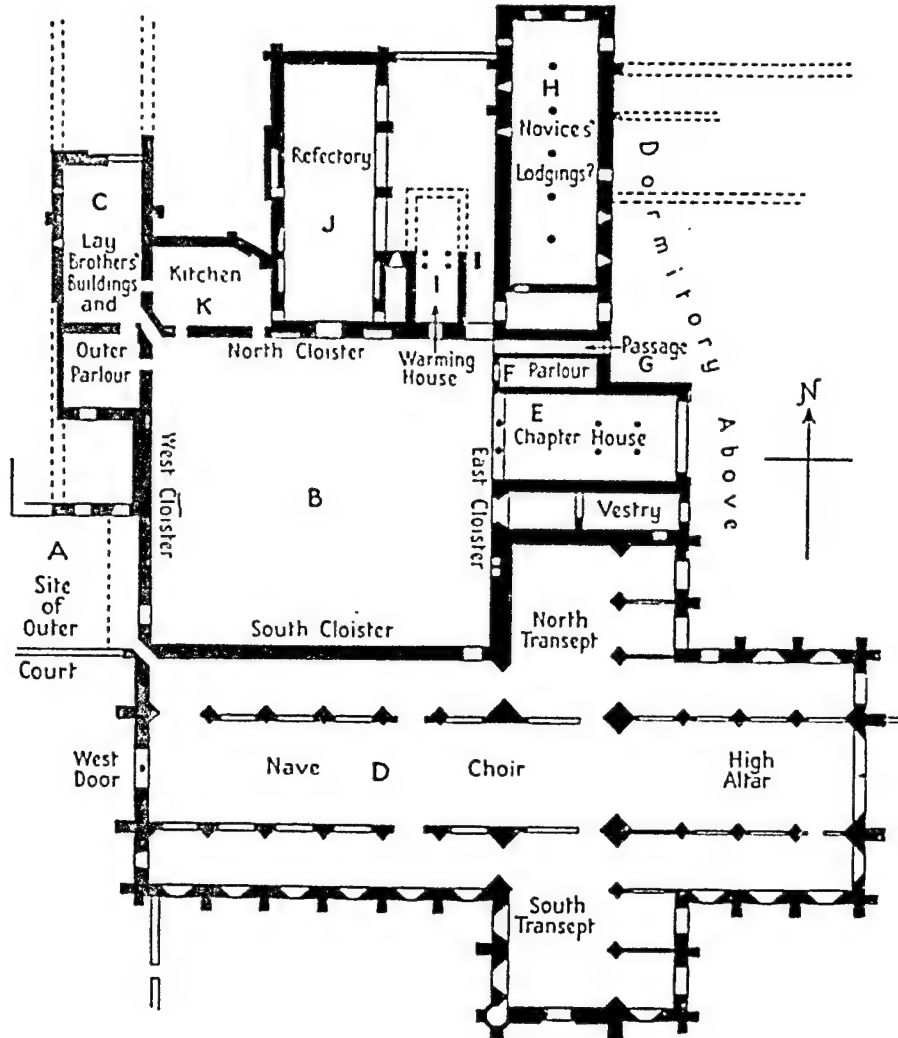 H
Novices'
Lodgings?
Refectory
J
C
Lay
Brothers'
Buildings
and
Outer
Parlour
Kitchen
K
I
North Cloister
Warming
House
Passage
G
F Parlour
E
Chapter House
Dormitory
Above
N
West Cloister
B
East Cloister
Vestry
A
Site
of
Outer
Court
South Cloister
North
Transept
West
Door
Nave D Choir
High
Altar
South
Transept